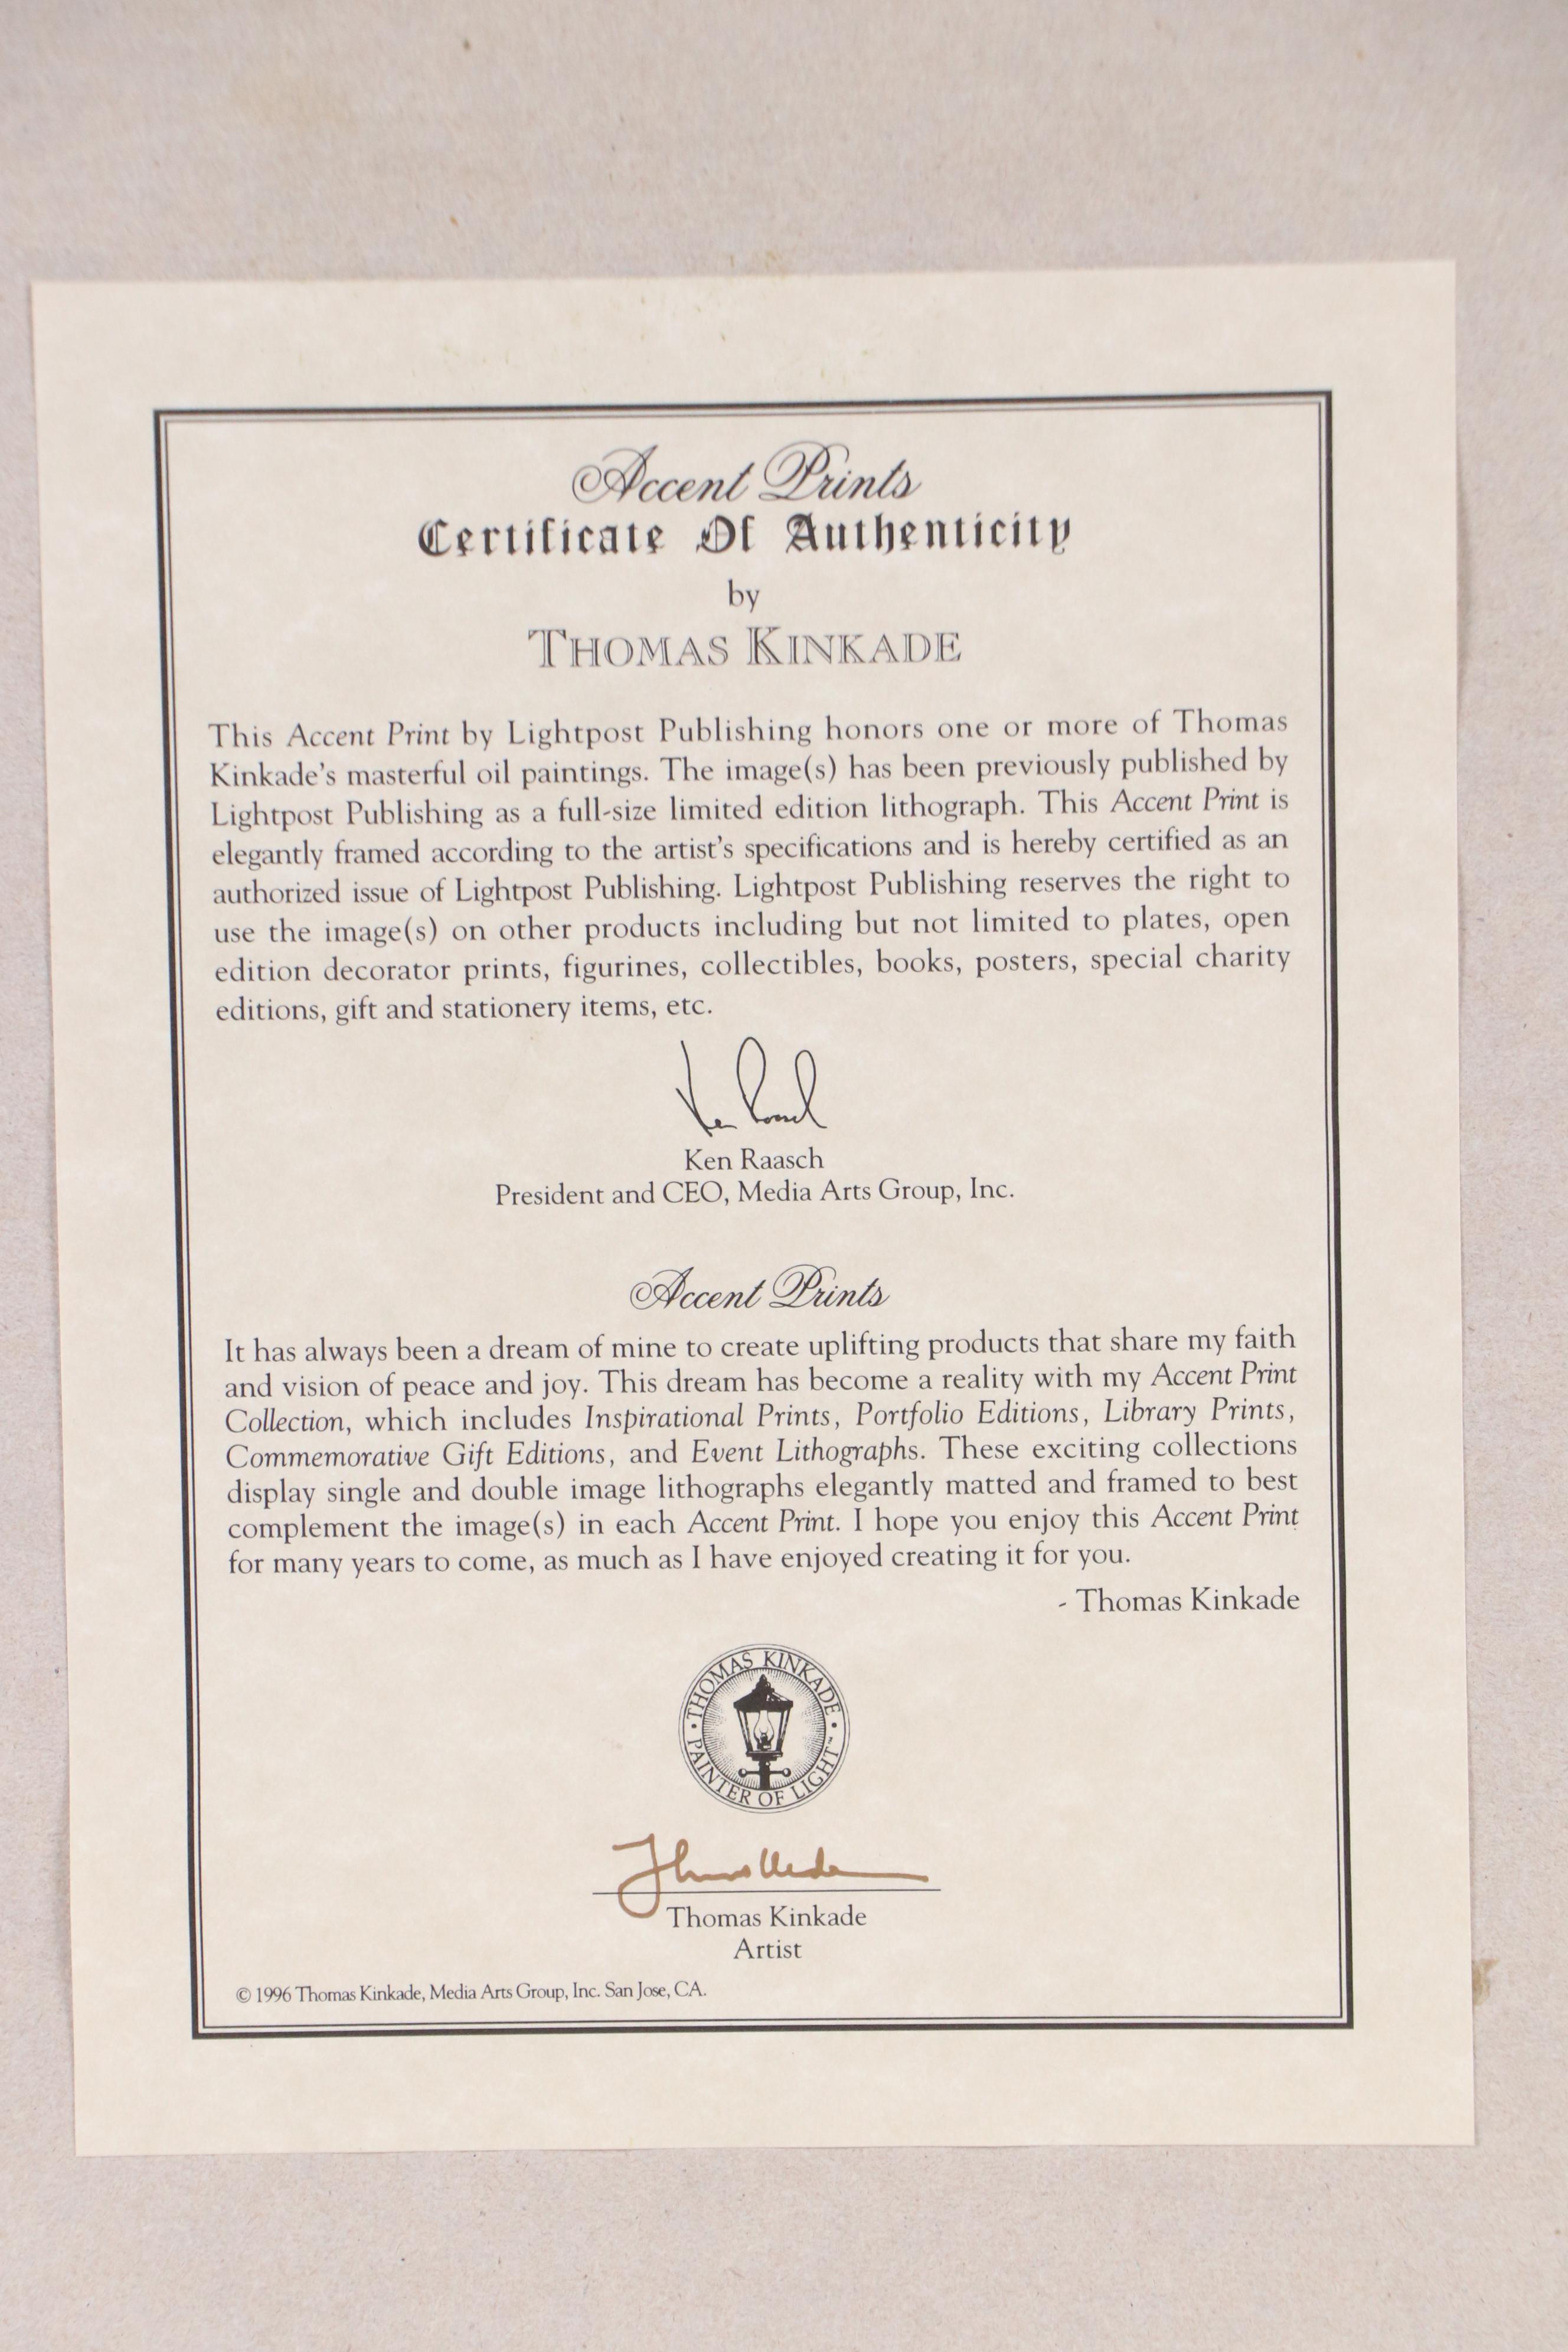 Accent Prints
Certificate Of Authenticity
by
THOMAS KINKADE
This Accent Print by Lightpost Publishing honors one or more of Thomas
Kinkade's masterful oil paintings. The image(s) has been previously published by
Lightpost Publishing as a full-size limited edition lithograph. This Accent Print is
elegantly framed according to the artist's specifications and is hereby certified as an
authorized issue of Lightpost Publishing. Lightpost Publishing reserves the right to
use the image(s) on other products including but not limited to plates, open
edition decorator prints, figurines, collectibles, books, posters, special charity
editions, gift and stationery items, etc.
Ken Raasch
President and CEO, Media Arts Group, Inc.
Accent Prints
It has always been a dream of mine to create uplifting products that share my faith
and vision of peace and joy. This dream has become a reality with my Accent Print
Collection, which includes Inspirational Prints, Portfolio Editions, Library Prints,
Commemorative Gift Editions, and Event Lithographs. These exciting collections
display single and double image lithographs elegantly matted and framed to best
complement the image(s) in each Accent Print. I hope you enjoy this Accent Print
for many years to come, as much as I have enjoyed creating it for you.
- Thomas Kinkade
THOMAS KINKADE
PAINTER OF LIGHT™
Thomas Kinkade
Artist
© 1996 Thomas Kinkade, Media Arts Group, Inc. San Jose, CA.